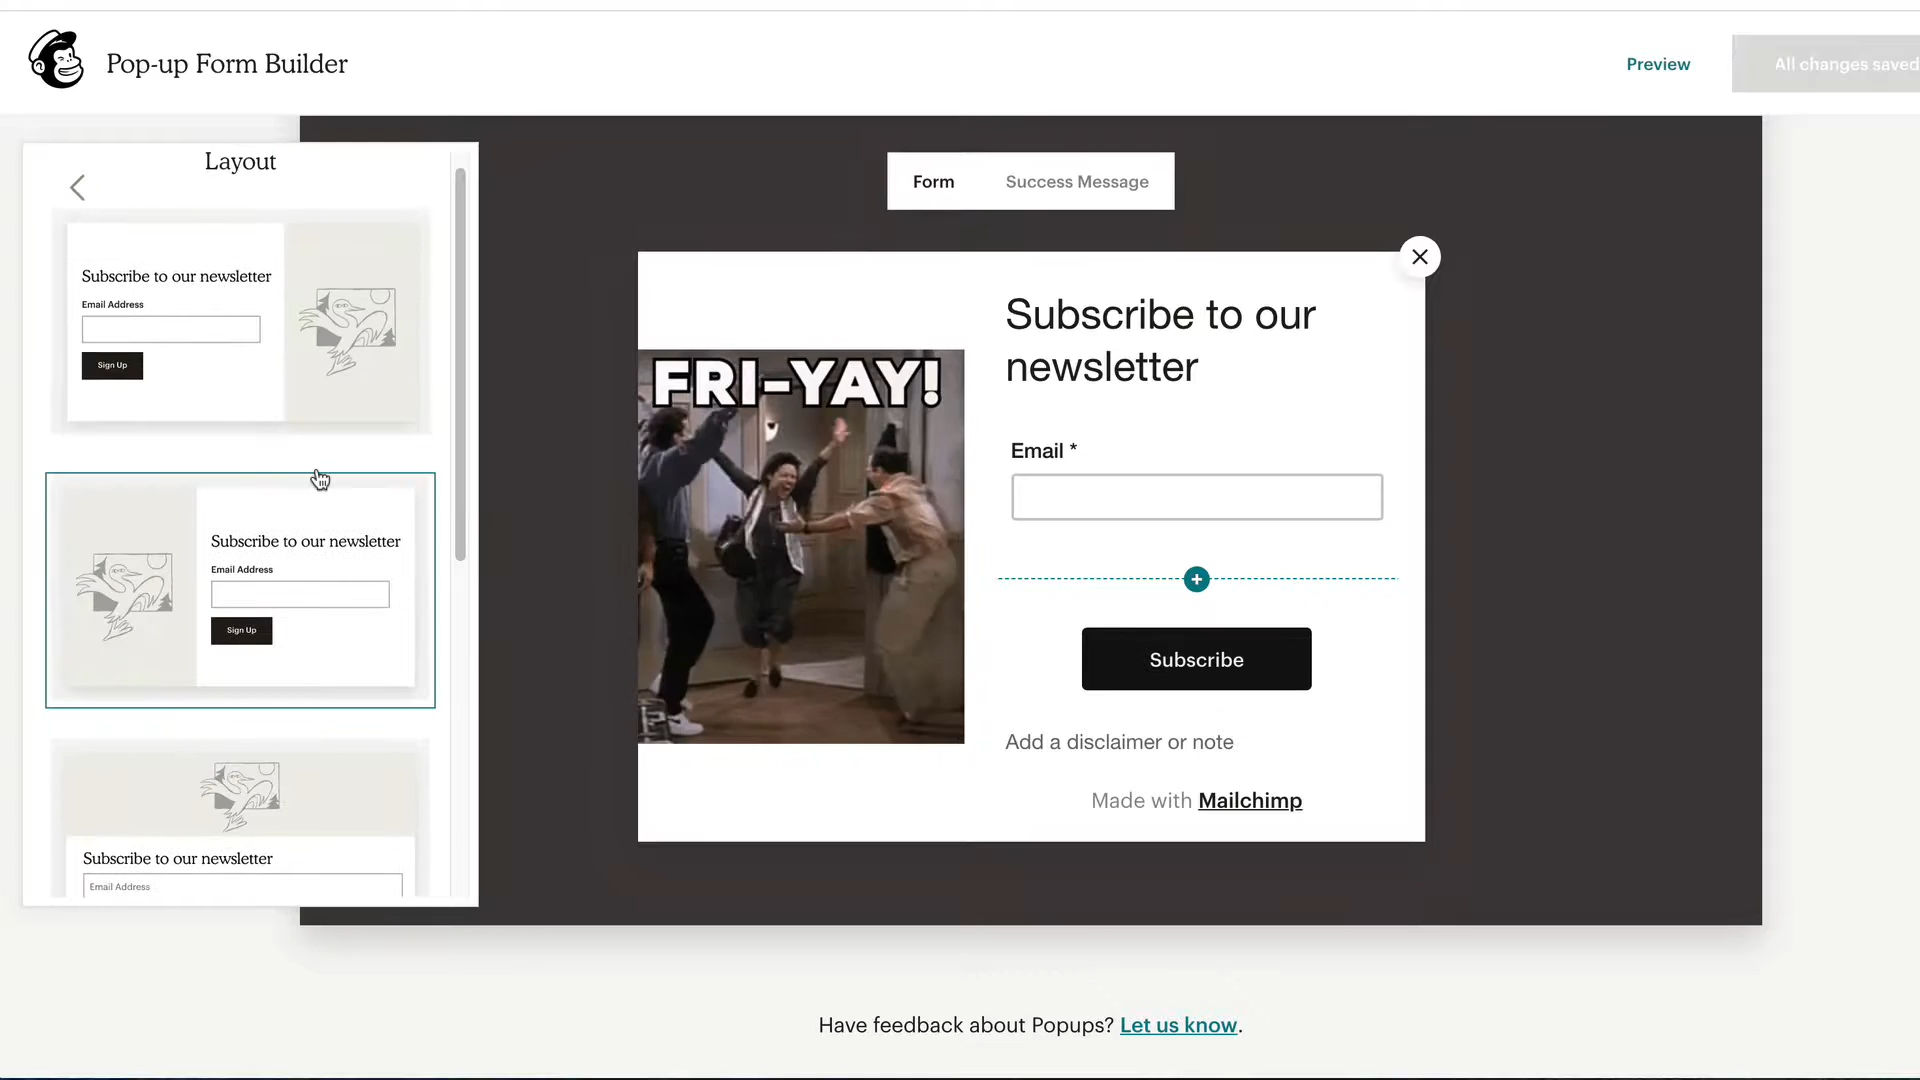 Pop-up Form Builder
Preview
All changes saved
Layout
Subscribe to our newsletter
Email Address
Sign Up
Subscribe to our newsletter
Email Address
Sign Up
Subscribe to our newsletter
Email Address
Form
Success Message
FRI-YAY!
Subscribe to our
newsletter
Email *
Subscribe
Add a disclaimer or note
Made with Mailchimp
Have feedback about Popups? Let us know.